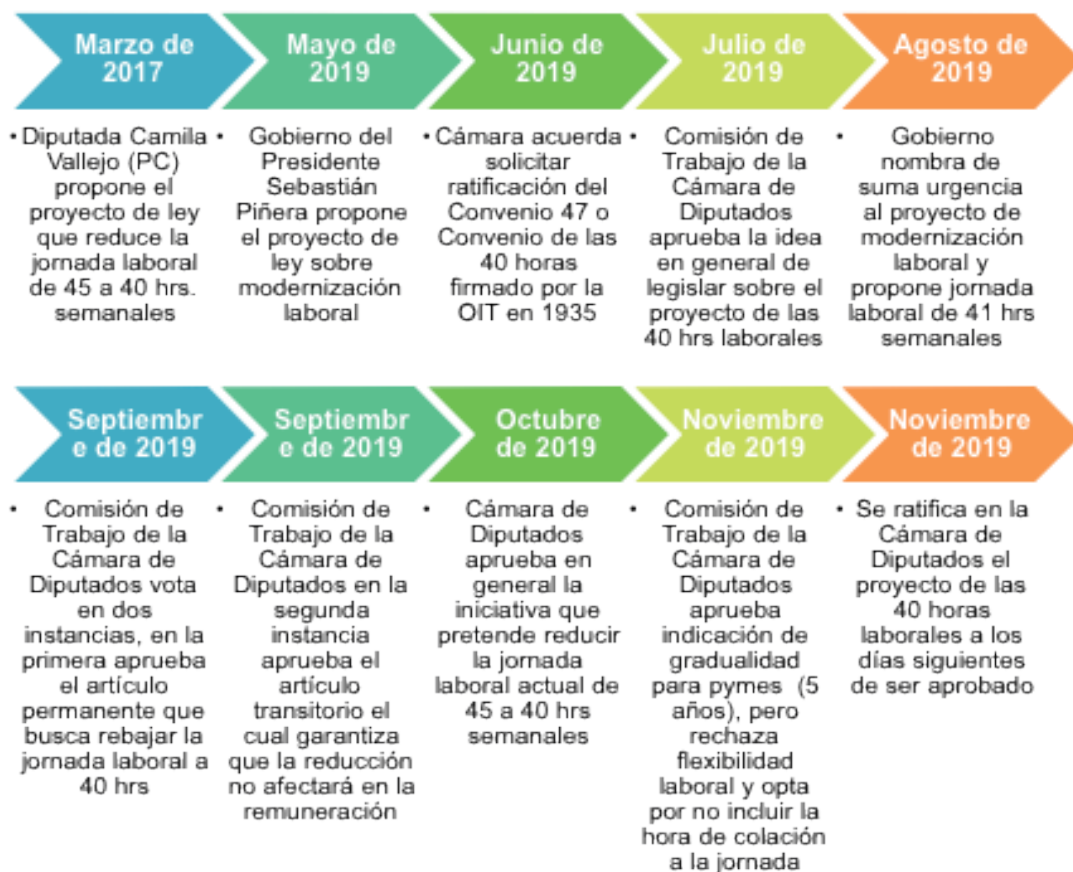 Marzo de
2017
• Diputada Camila
Vallejo (PC)
propone el
proyecto de ley
que reduce la
jornada laboral
de 45 a 40 hrs.
semanales
Mayo de
2019
• Gobierno del
Presidente
Sebastián
Piñera propone
el proyecto de
ley sobre
modernización
laboral
Junio de
2019
• Cámara acuerda
solicitar
ratificación del
Convenio 47 o
Convenio de las
40 horas
firmado por la
OIT en 1935
Julio de
2019
• Comisión de
Trabajo de la
Cámara de
Diputados
aprueba la idea
en general de
legislar sobre el
proyecto de las
40 hrs laborales
Agosto de
2019
• Gobierno
nombra de
suma urgencia
al proyecto de
modernización
laboral y
propone jornada
laboral de 41 hrs
semanales
Septiembr
e de 2019
• Comisión de
Trabajo de la
Cámara de
Diputados vota
en dos
instancias, en la
primera aprueba
el artículo
permanente que
busca rebajar la
jornada laboral a
40 hrs
Septiembr
e de 2019
• Comisión de
Trabajo de la
Cámara de
Diputados en la
segunda
instancia
aprueba el
artículo
transitorio el
cual garantiza
que la reducción
no afectará en la
remuneración
Octubre
de 2019
• Cámara de
Diputados
aprueba en
general la
iniciativa que
pretende reducir
la jornada
laboral actual de
45 a 40 hrs
semanales
Noviembre
de 2019
• Comisión de
Trabajo de la
Cámara de
Diputados
aprueba
indicación de
gradualidad
para pymes (5
años), pero
rechaza
flexibilidad
laboral y opta
por no incluir la
hora de colación
a la jornada
Noviembre
de 2019
• Se ratifica en la
Cámara de
Diputados el
proyecto de las
40 horas
laborales a los
días siguientes
de ser aprobado